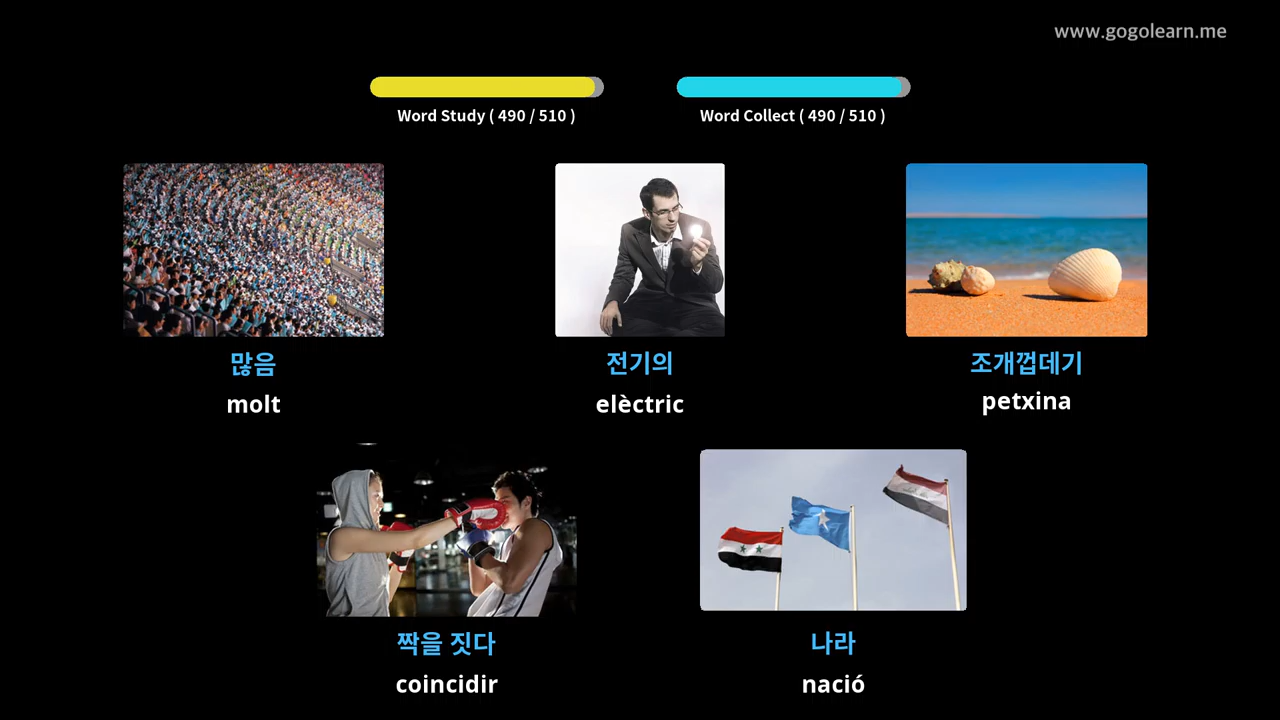 www.gogolearn.me
Word Study ( 490 / 510 )
Word Collect ( 490 / 510 )
많음
molt
전기의
elèctric
조개껍데기
petxina
짝을 짓다
coincidir
나라
nació